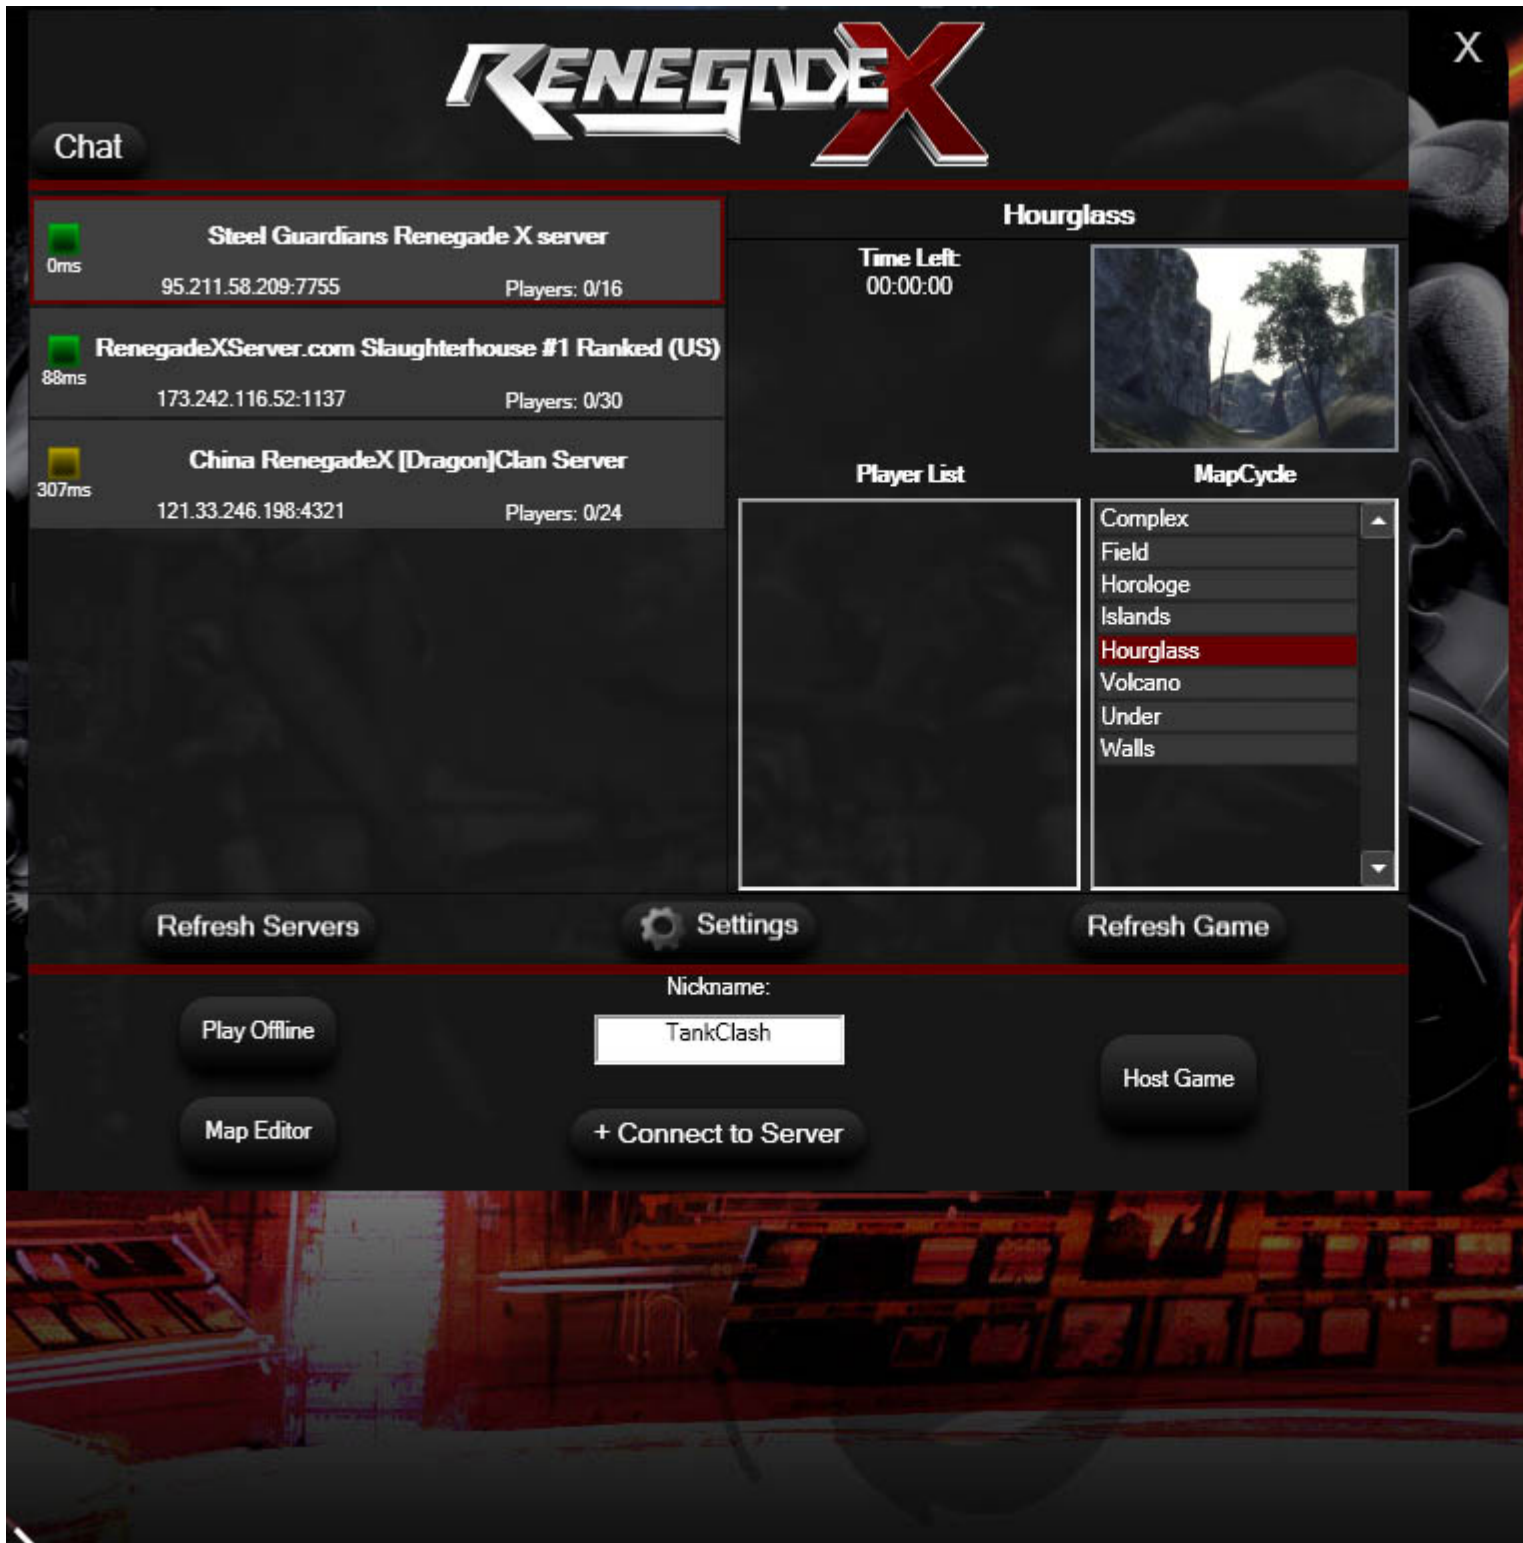 RENEGADE X
X
Chat
Steel Guardians Renegade X server
0ms
95.211.58.209:7755 Players: 0/16
RenegadeXServer.com Slaughterhouse #1 Ranked (US)
88ms
173.242.116.52:1137 Players: 0/30
China RenegadeX [Dragon]Clan Server
307ms
121.33.246.198:4321 Players: 0/24
Hourglass
Time Left:
00:00:00
Player List
MapCycle
Complex
Field
Horologe
Islands
Hourglass
Volcano
Under
Walls
Refresh Servers
Settings
Refresh Game
Nickname:
Play Offline
TankClash
Host Game
Map Editor
+ Connect to Server